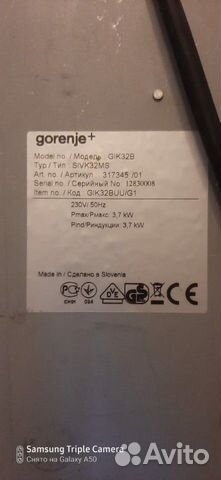 gorenje+
Model no. / Модель: GIK32B
Typ / Тип : SIVK32MS
Art. no. / Артикул : 317345 /01
Serial no. / Серийный No: 12830008
Item no. / Код: GIK32BUU/G1
230V/ 50Hz
Pmax/Pмакс: 3,7 kW
Pind/Pиндукции: 3,7 kW
Made in / Сделано в Slovenia
Samsung Triple Camera
Снято на Galaxy A50
Avito